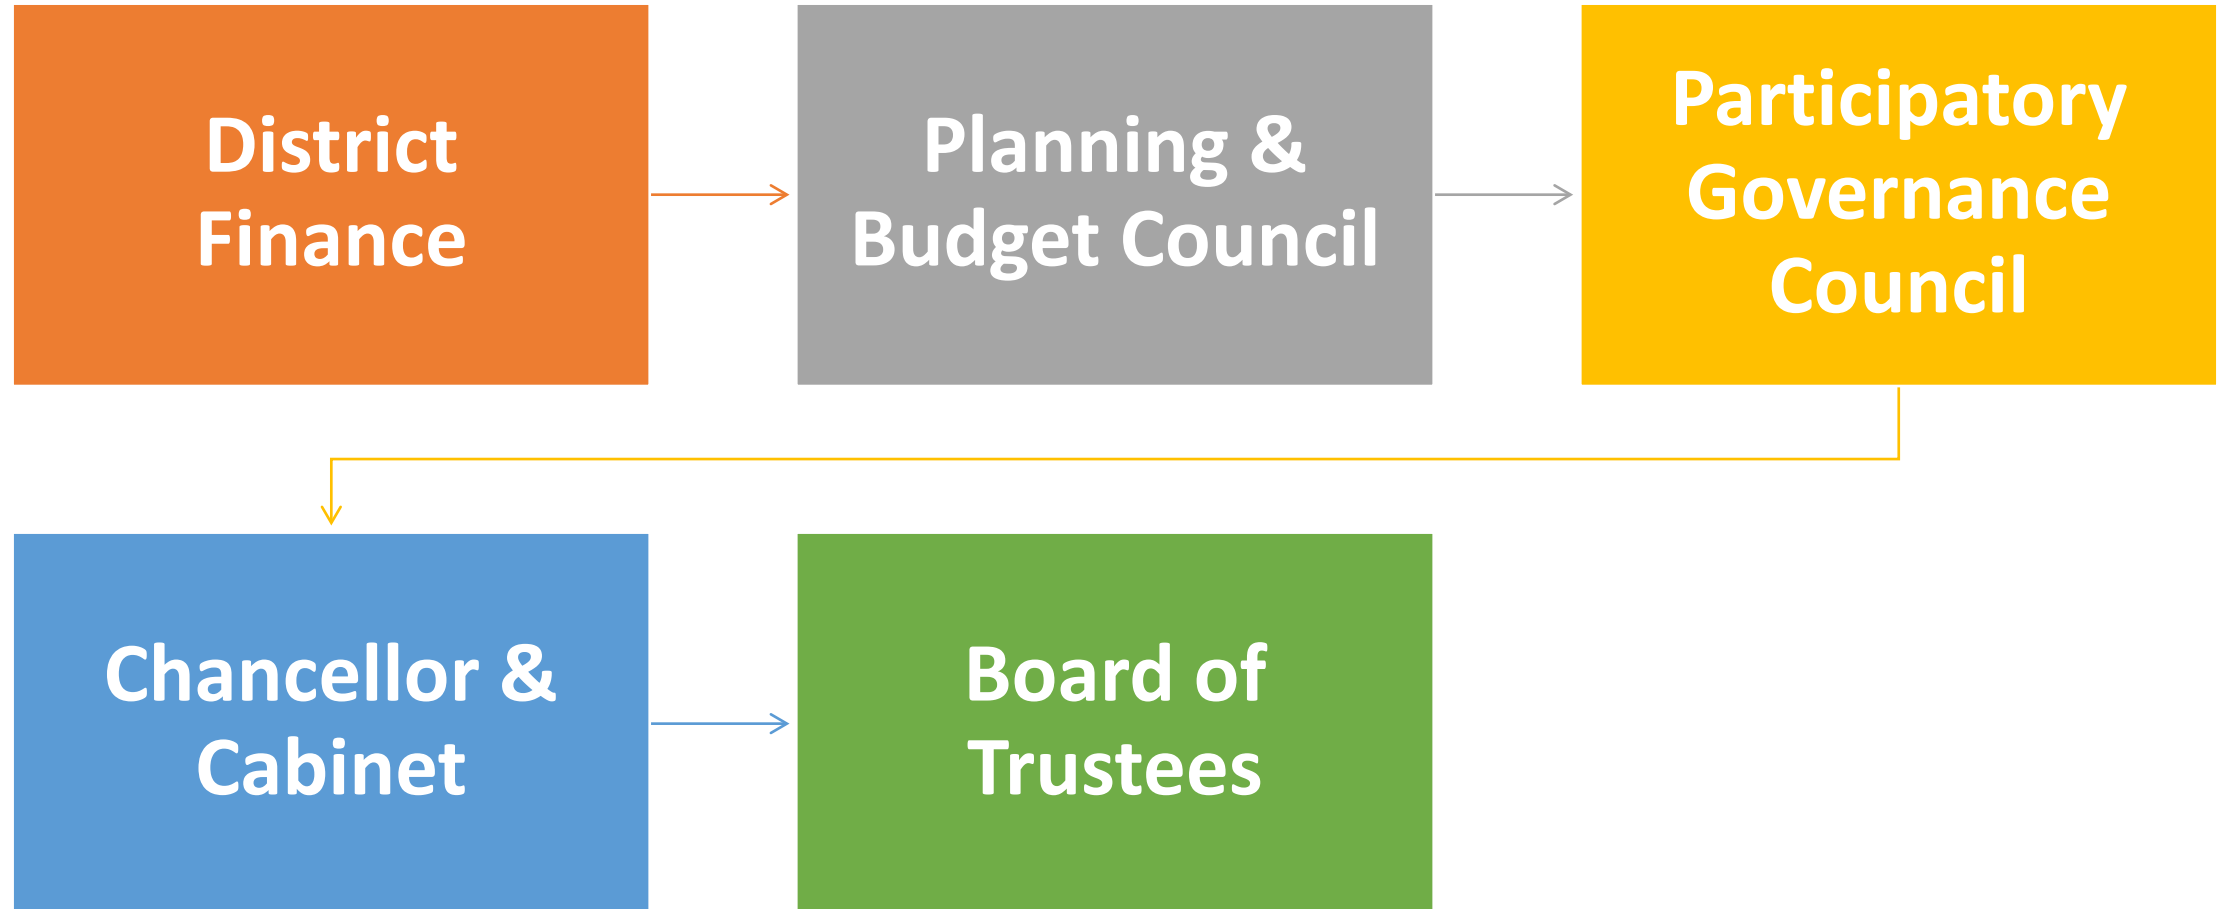 District
Finance
Planning &
Budget Council
Participatory
Governance
Council
Chancellor &
Cabinet
Board of
Trustees